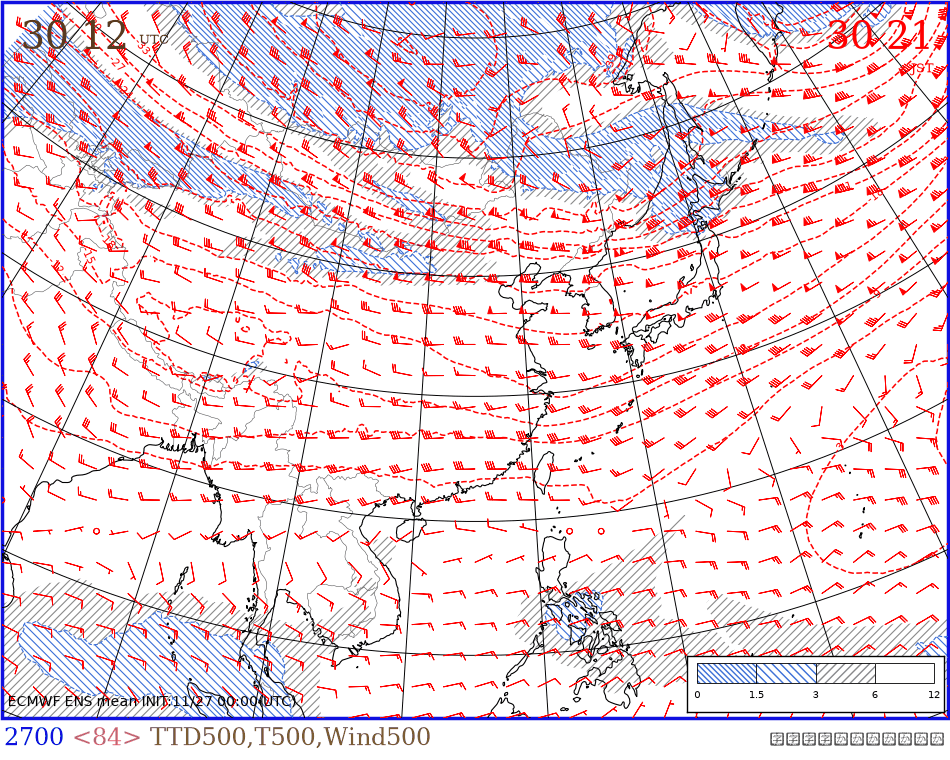 30 12 UTC
30 21 JST
ECMWF ENS mean INIT:11/27 00:00(UTC)
0 1.5 3 6 12
2700 <84> TTD500,T500,Wind500